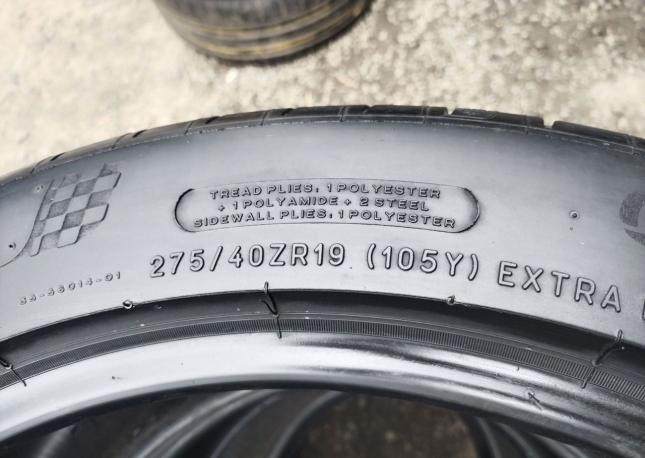 TREAD PLIES: 1 POLYESTER
+ 1 POLYAMIDE + 2 STEEL
SIDEWALL PLIES: 1 POLYESTER
275/40ZR19 (105Y) EXTRA